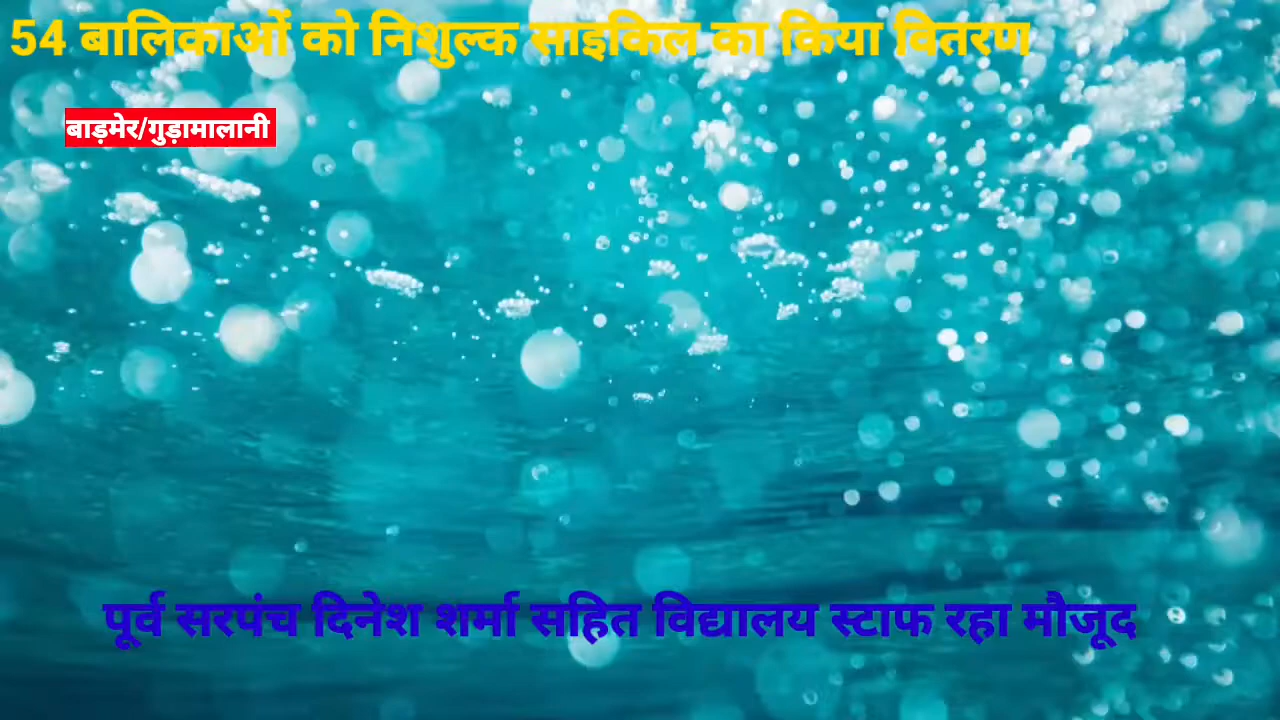 54 बालिकाओं को निशुल्क साइकिल का किया वितरण
बाड़मेर/गुड़ामालानी
पूर्व सरपंच दिनेश शर्मा सहित विद्यालय स्टाफ रहा मौजूद